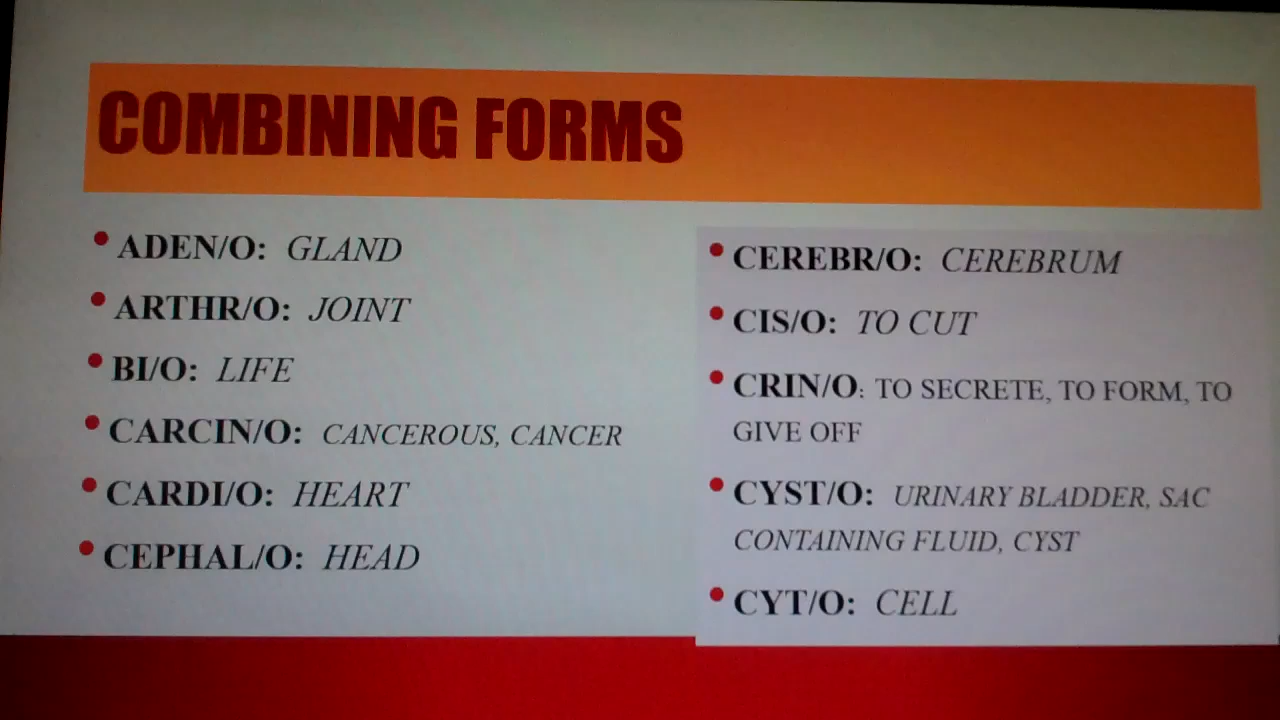 COMBINING FORMS
• ADEN/O: GLAND
• ARTHR/O: JOINT
• BI/O: LIFE
• CARCIN/O: CANCEROUS, CANCER
• CARDI/O: HEART
• CEPHAL/O: HEAD
• CEREBR/O: CEREBRUM
• CIS/O: TO CUT
• CRIN/O: TO SECRETE, TO FORM, TO
GIVE OFF
• CYST/O: URINARY BLADDER, SAC
CONTAINING FLUID, CYST
• CYT/O: CELL